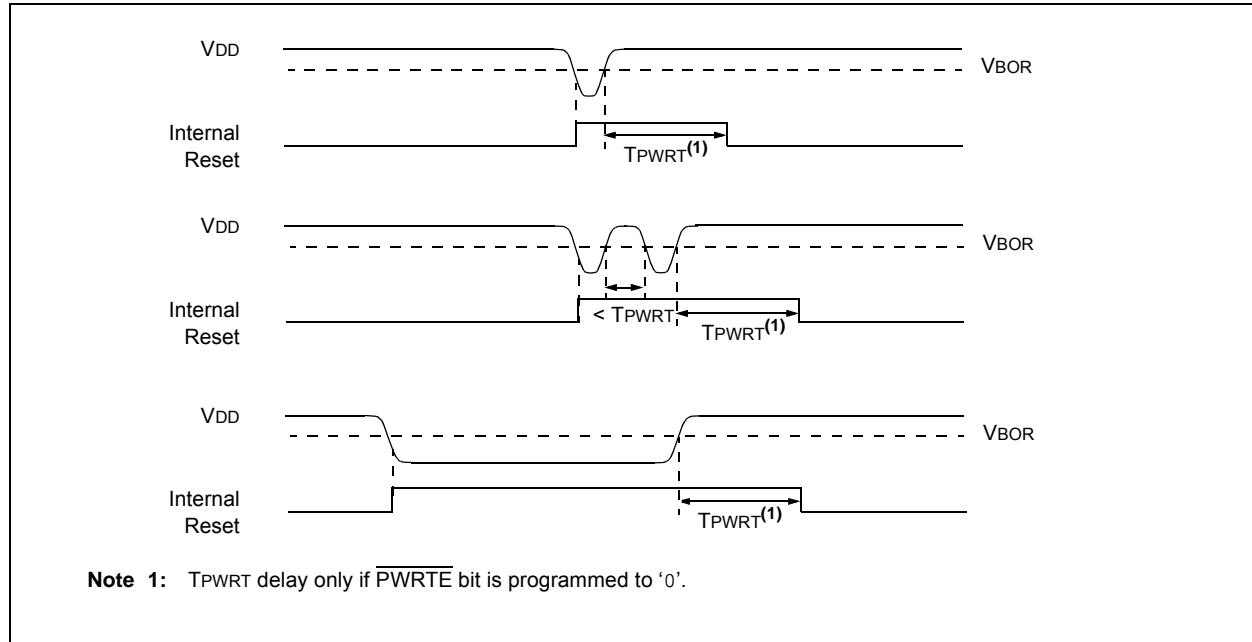 VDD
VBOR
Internal
Reset
TPWRT(1)
VDD
VBOR
Internal
Reset
< TPWRT
TPWRT(1)
VDD
VBOR
Internal
Reset
TPWRT(1)
Note 1: TPWRT delay only if PWRTE bit is programmed to ‘0’.